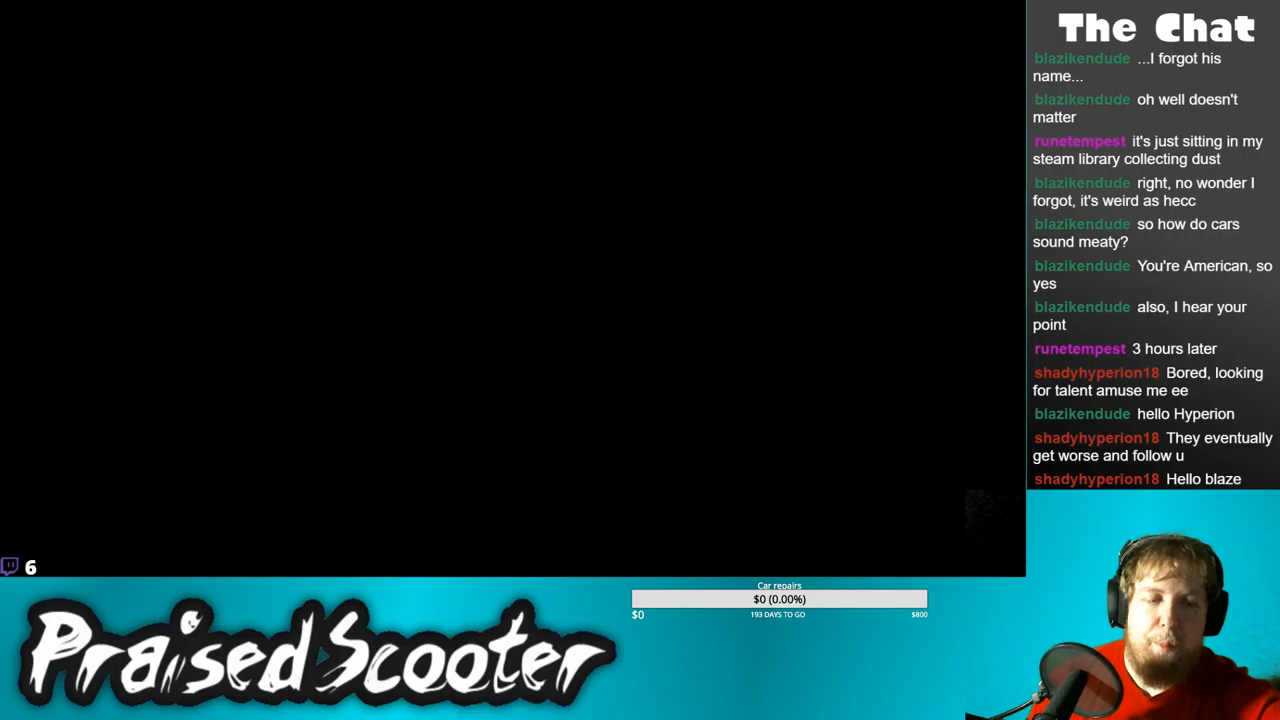 The Chat
blazikendude ...I forgot his
name...
blazikendude oh well doesn't
matter
runetempest it's just sitting in my
steam library collecting dust
blazikendude right, no wonder I
forgot, it's weird as hecc
blazikendude so how do cars
sound meaty?
blazikendude You're American, so
yes
blazikendude also, I hear your
point
runetempest 3 hours later
shadyhyperion18 Bored, looking
for talent amuse me ee
blazikendude hello Hyperion
shadyhyperion18 They eventually
get worse and follow u
shadyhyperion18 Hello blaze
6
PraisedScooter
Car repairs
$0 (0.00%)
$0 193 DAYS TO GO $800